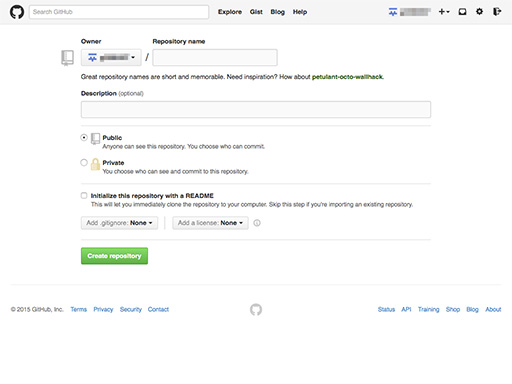 Search GitHub Explore Gist Blog Help
Owner Repository name
/
Great repository names are short and memorable. Need inspiration? How about petulant-octo-wallhack.
Description (optional)
Public
Anyone can see this repository. You choose who can commit.
Private
You choose who can see and commit to this repository.
Initialize this repository with a README
This will let you immediately clone the repository to your computer. Skip this step if you're importing an existing repository.
Add .gitignore: None Add a license: None
Create repository
© 2015 GitHub, Inc. Terms Privacy Security Contact Status API Training Shop Blog About